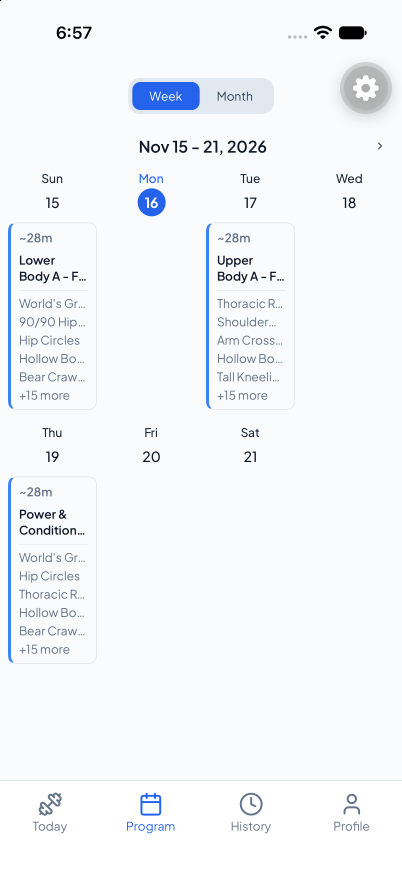 6:57
Week Month
Nov 15 - 21, 2026
Sun Mon Tue Wed
15 16 17 18
~28m
Lower
Body A - F...
World's Gr...
90/90 Hip...
Hip Circles
Hollow Bo...
Bear Craw...
+15 more
~28m
Upper
Body A - F...
Thoracic R...
Shoulder...
Arm Cross...
Hollow Bo...
Tall Kneeli...
+15 more
Thu Fri Sat
19 20 21
~28m
Power &
Condition...
World's Gr...
Hip Circles
Thoracic R...
Hollow Bo...
Bear Craw...
+15 more
Today Program History Profile